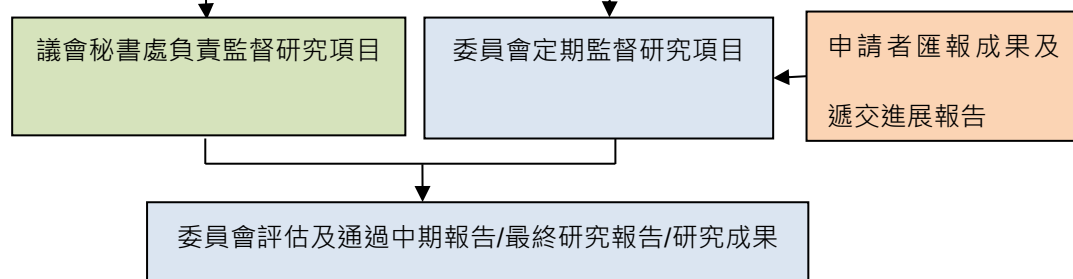 議會秘書處負責監督研究項目
委員會定期監督研究項目
申請者匯報成果及
遞交進展報告
委員會評估及通過中期報告/最終研究報告/研究成果